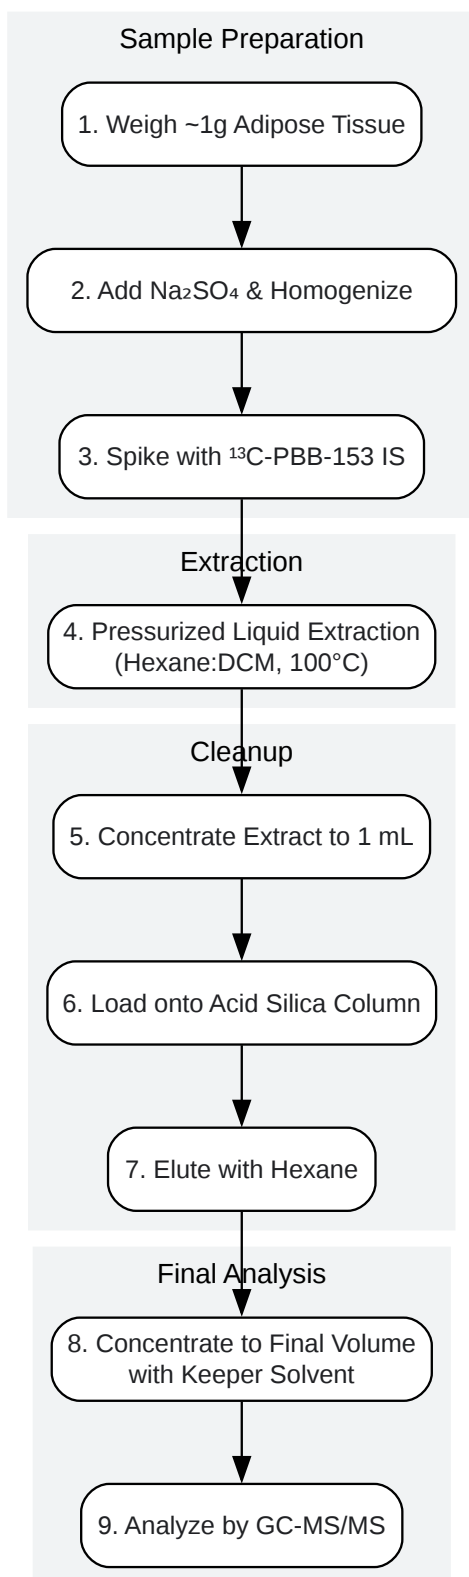 Sample Preparation
1. Weigh ~1g Adipose Tissue
2. Add Na₂SO₄ & Homogenize
3. Spike with ¹³C-PBB-153 IS
Extraction
4. Pressurized Liquid Extraction
(Hexane:DCM, 100°C)
Cleanup
5. Concentrate Extract to 1 mL
6. Load onto Acid Silica Column
7. Elute with Hexane
Final Analysis
8. Concentrate to Final Volume
with Keeper Solvent
9. Analyze by GC-MS/MS